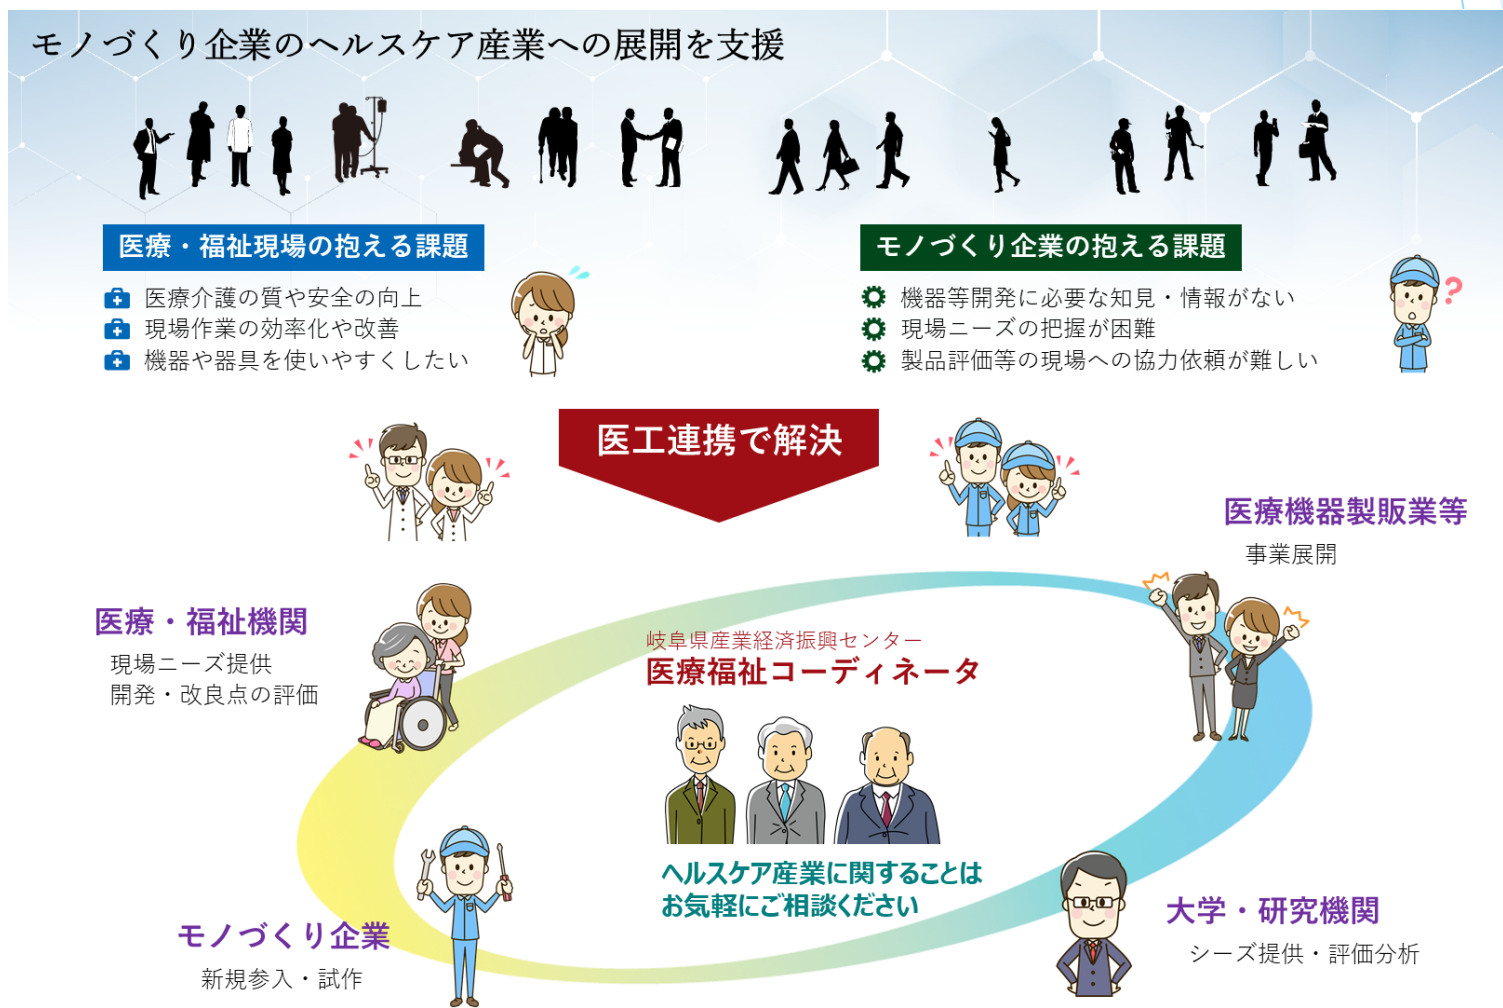 モノづくり企業のヘルスケア産業への展開を支援
医療・福祉現場の抱える課題
医療介護の質や安全の向上
現場作業の効率化や改善
機器や器具を使いやすくしたい
モノづくり企業の抱える課題
機器等開発に必要な知見・情報がない
現場ニーズの把握が困難
製品評価等の現場への協力依頼が難しい
?
医工連携で解決
医療機器製販業等
事業展開
医療・福祉機関
現場ニーズ提供
開発・改良点の評価
岐阜県産業経済振興センター
医療福祉コーディネータ
ヘルスケア産業に関することは
お気軽にご相談ください
モノづくり企業
新規参入・試作
大学・研究機関
シーズ提供・評価分析